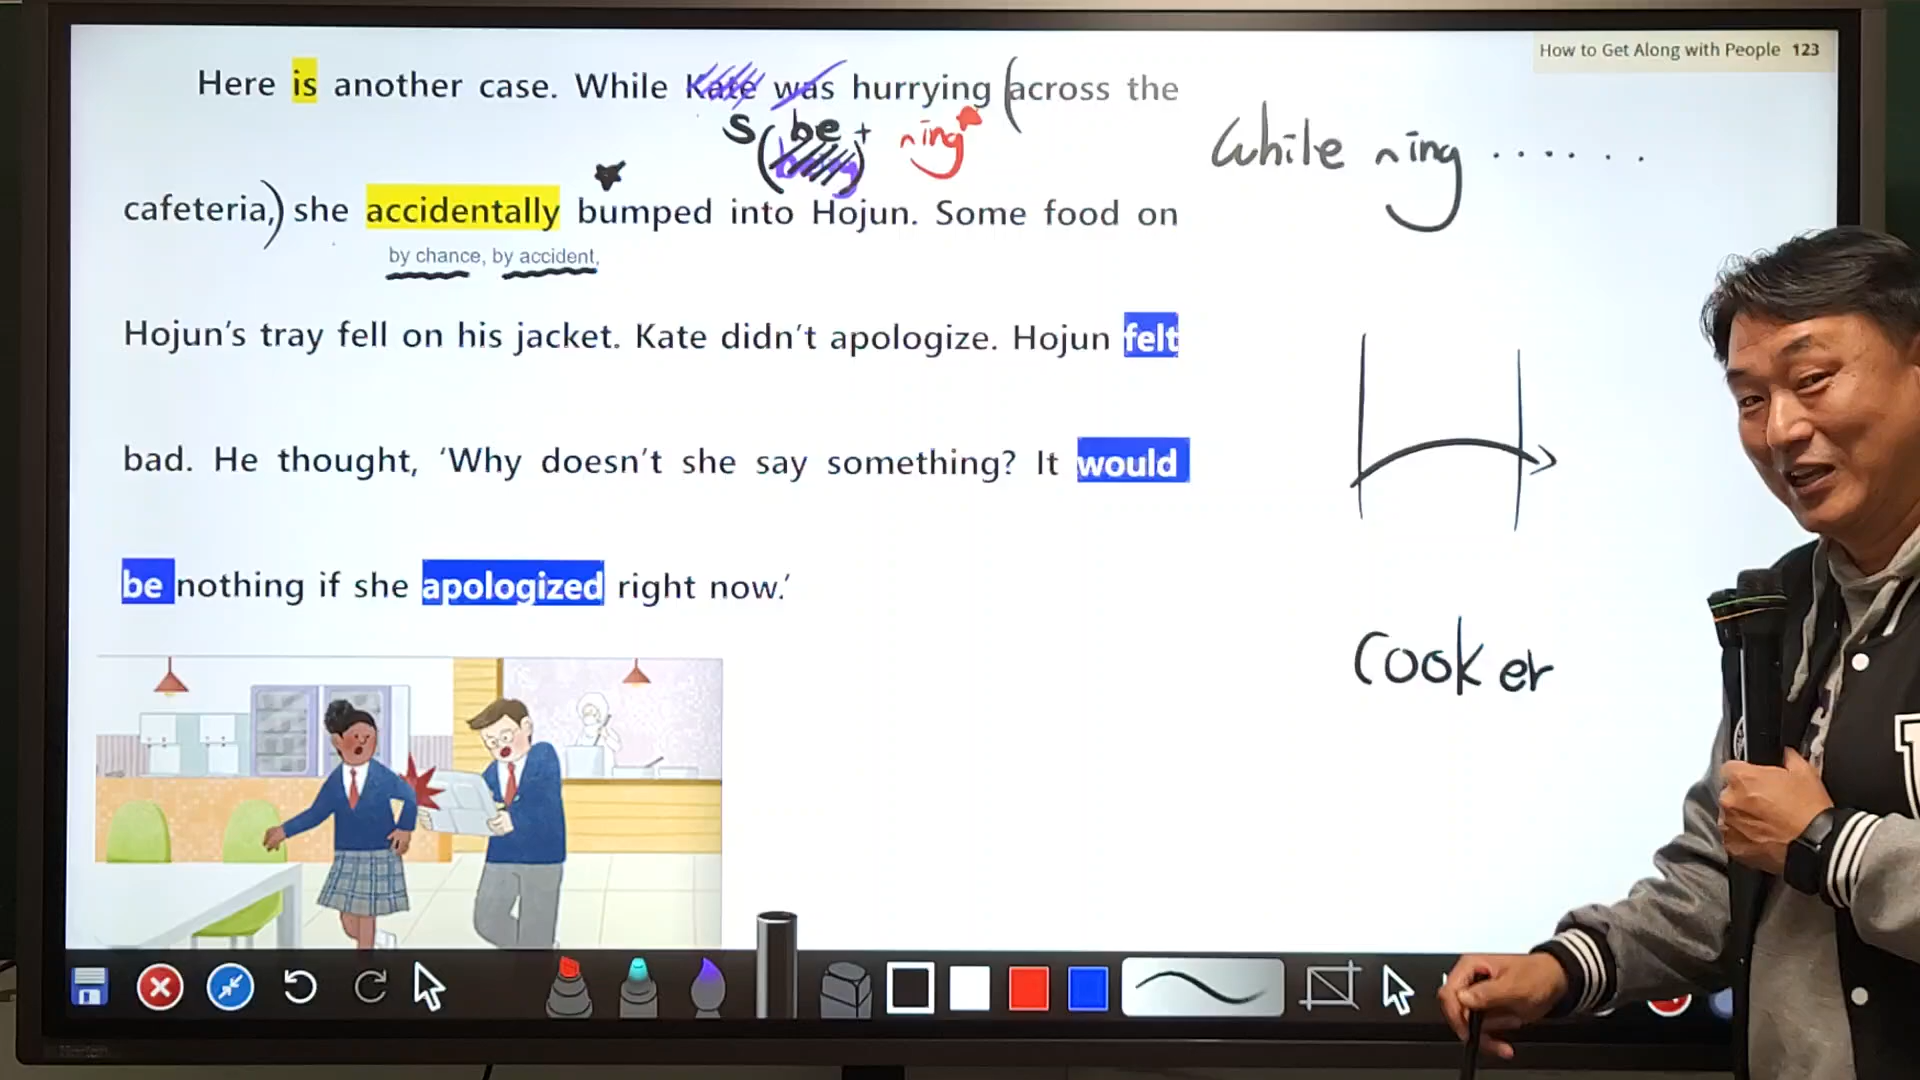 How to Get Along with People 123
Here is another case. While Kate was hurrying (across the
S (be + ~ing
while ~ing ......
cafeteria,) she accidentally bumped into Hojun. Some food on
by chance, by accident,
Hojun's tray fell on his jacket. Kate didn't apologize. Hojun felt
bad. He thought, 'Why doesn't she say something? It would
be nothing if she apologized right now.'
cooker